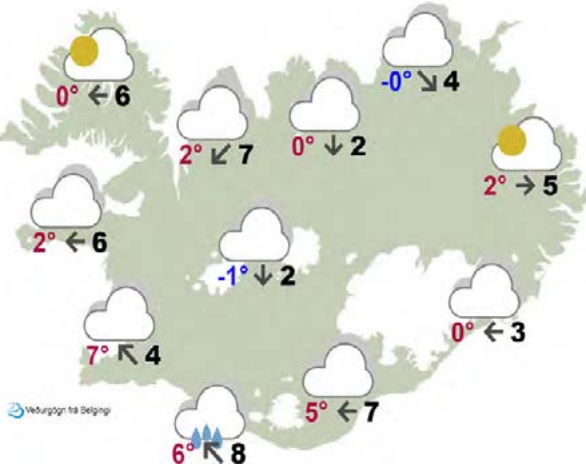 0° ← 6
-0° ↘ 4
2° ↙ 7
0° ↓ 2
2° → 5
2° ← 6
-1° ↓ 2
0° ← 3
7° ↖ 4
5° ← 7
Veðurgögn frá Belgingi
6° ↖ 8